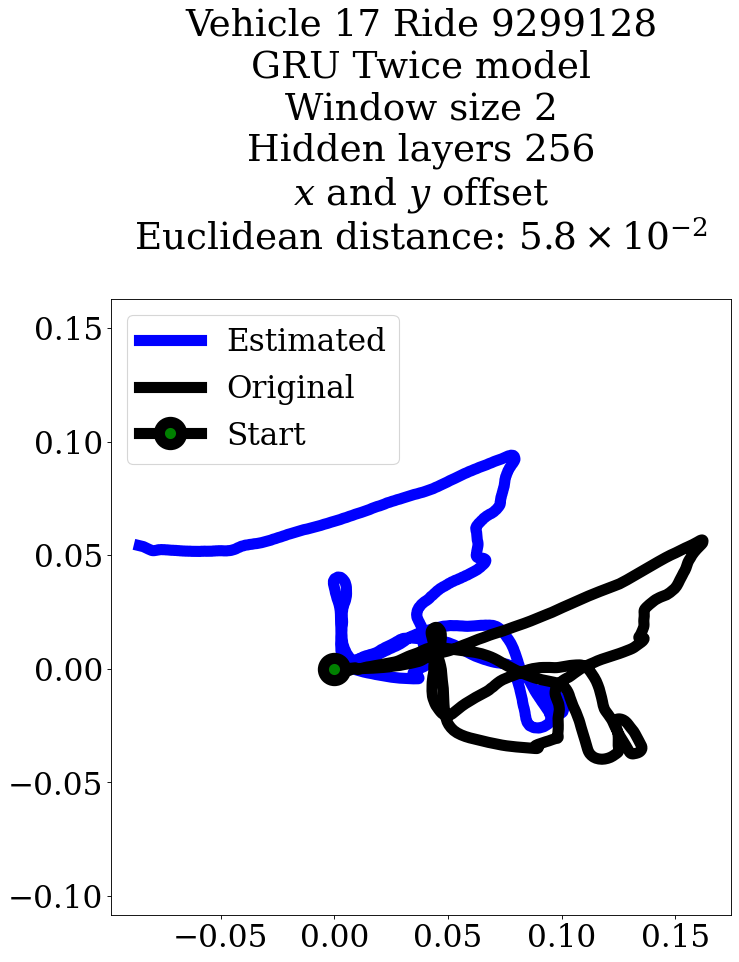 Vehicle 17 Ride 9299128
GRU Twice model
Window size 2
Hidden layers 256
x and y offset
Euclidean distance: 5.8 × 10⁻²
Estimated
Original
Start
0.15
0.10
0.05
0.00
−0.05
−0.10
−0.05 0.00 0.05 0.10 0.15